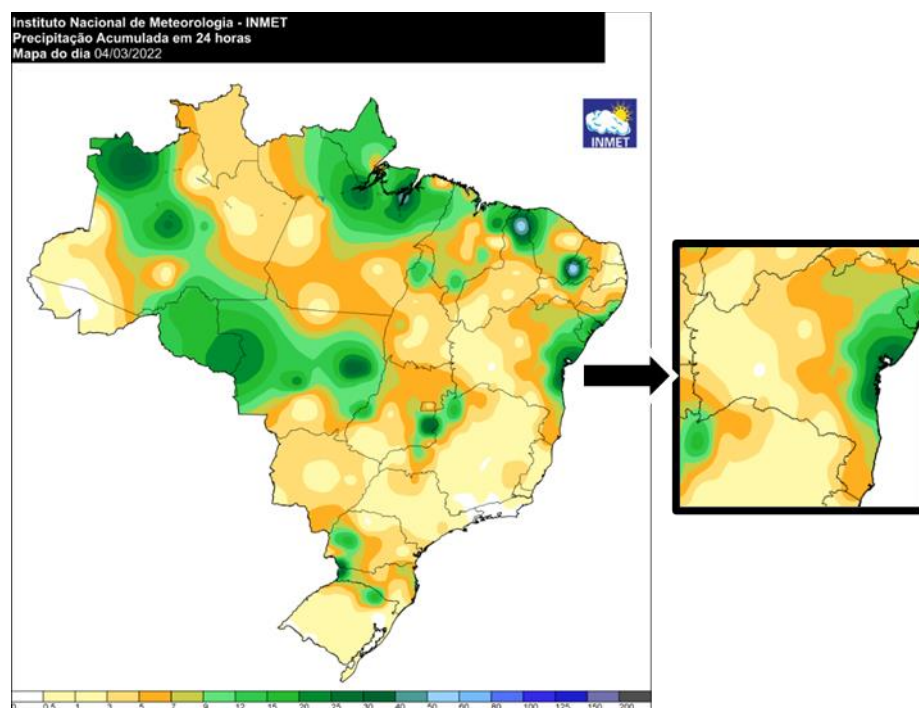 Instituto Nacional de Meteorologia - INMET
Precipitação Acumulada em 24 horas
Mapa do dia 04/03/2022
INMET
0 0.5 1 3 5 7 9 12 15 20 25 30 40 50 60 80 100 125 150 200